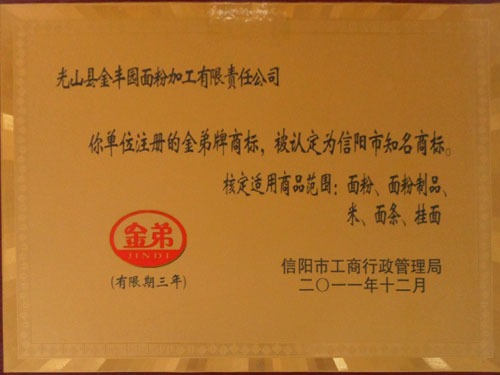 光山县金丰园面粉加工有限责任公司
你单位注册的金弟牌商标，被认定为信阳市知名商标。
核定适用商品范围：面粉、面粉制品、
米、面条、挂面
金弟
JINDI
(有限期三年)
信阳市工商行政管理局
二〇一一年十二月